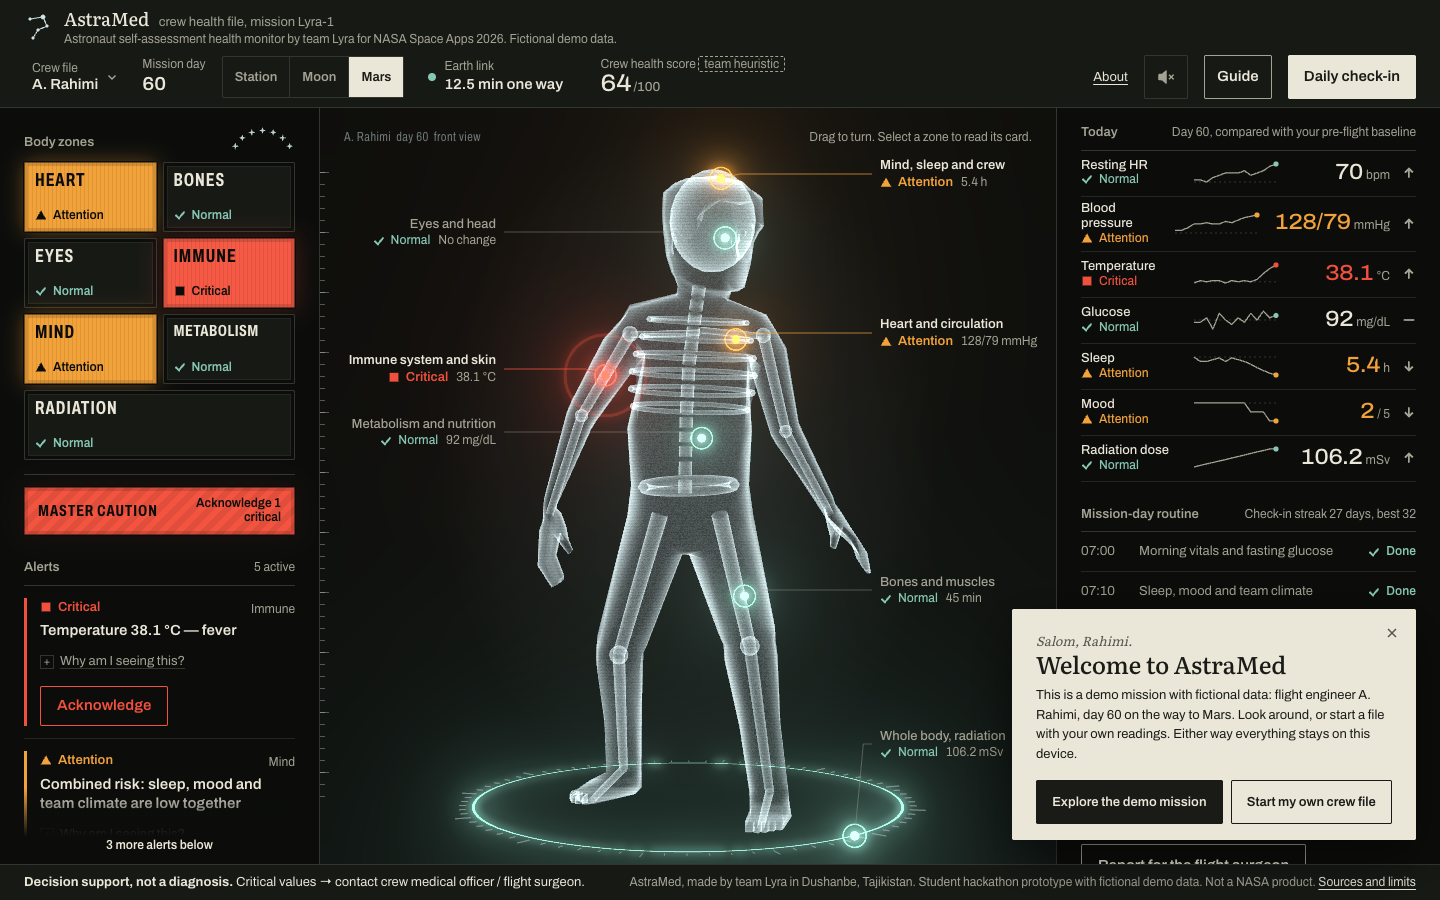 AstraMed crew health file, mission Lyra-1
Astronaut self-assessment health monitor by team Lyra for NASA Space Apps 2026. Fictional demo data.
Crew file
A. Rahimi
Mission day
60
Station Moon Mars
Earth link
12.5 min one way
Crew health score team heuristic
64/100
About
Guide
Daily check-in
Body zones
HEART
Attention
BONES
Normal
EYES
Normal
IMMUNE
Critical
MIND
Attention
METABOLISM
Normal
RADIATION
Normal
MASTER CAUTION
Acknowledge 1
critical
Alerts 5 active
Critical Immune
Temperature 38.1 °C — fever
+ Why am I seeing this?
Acknowledge
Attention Mind
Combined risk: sleep, mood and
team climate are low together
+ Why am I seeing this?
3 more alerts below
A. Rahimi day 60 front view
Drag to turn. Select a zone to read its card.
Mind, sleep and crew
Attention 5.4 h
Eyes and head
Normal No change
Heart and circulation
Attention 128/79 mmHg
Immune system and skin
Critical 38.1 °C
Metabolism and nutrition
Normal 92 mg/dL
Bones and muscles
Normal 45 min
Whole body, radiation
Normal 106.2 mSv
Today Day 60, compared with your pre-flight baseline
Resting HR
Normal
70 bpm
Blood
pressure
Attention
128/79 mmHg
Temperature
Critical
38.1 °C
Glucose
Normal
92 mg/dL
Sleep
Attention
5.4 h
Mood
Attention
2 / 5
Radiation dose
Normal
106.2 mSv
Mission-day routine Check-in streak 27 days, best 32
07:00 Morning vitals and fasting glucose Done
07:10 Sleep, mood and team climate Done
Salom, Rahimi.
Welcome to AstraMed
This is a demo mission with fictional data: flight engineer A.
Rahimi, day 60 on the way to Mars. Look around, or start a file
with your own readings. Either way everything stays on this
device.
Explore the demo mission
Start my own crew file
Report for the flight surgeon
Decision support, not a diagnosis. Critical values → contact crew medical officer / flight surgeon.
AstraMed, made by team Lyra in Dushanbe, Tajikistan. Student hackathon prototype with fictional demo data. Not a NASA product. Sources and limits